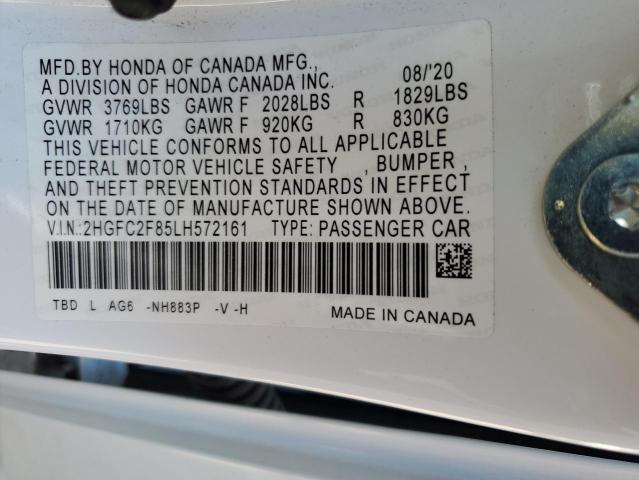 MFD.BY HONDA OF CANADA MFG.,
A DIVISION OF HONDA CANADA INC. 08/'20
GVWR 3769LBS GAWR F 2028LBS R 1829LBS
GVWR 1710KG GAWR F 920KG R 830KG
THIS VEHICLE CONFORMS TO ALL APPLICABLE
FEDERAL MOTOR VEHICLE SAFETY , BUMPER ,
AND THEFT PREVENTION STANDARDS IN EFFECT
ON THE DATE OF MANUFACTURE SHOWN ABOVE.
V.I.N.:2HGFC2F85LH572161 TYPE: PASSENGER CAR
TBD L AG6 -NH883P -V -H
MADE IN CANADA